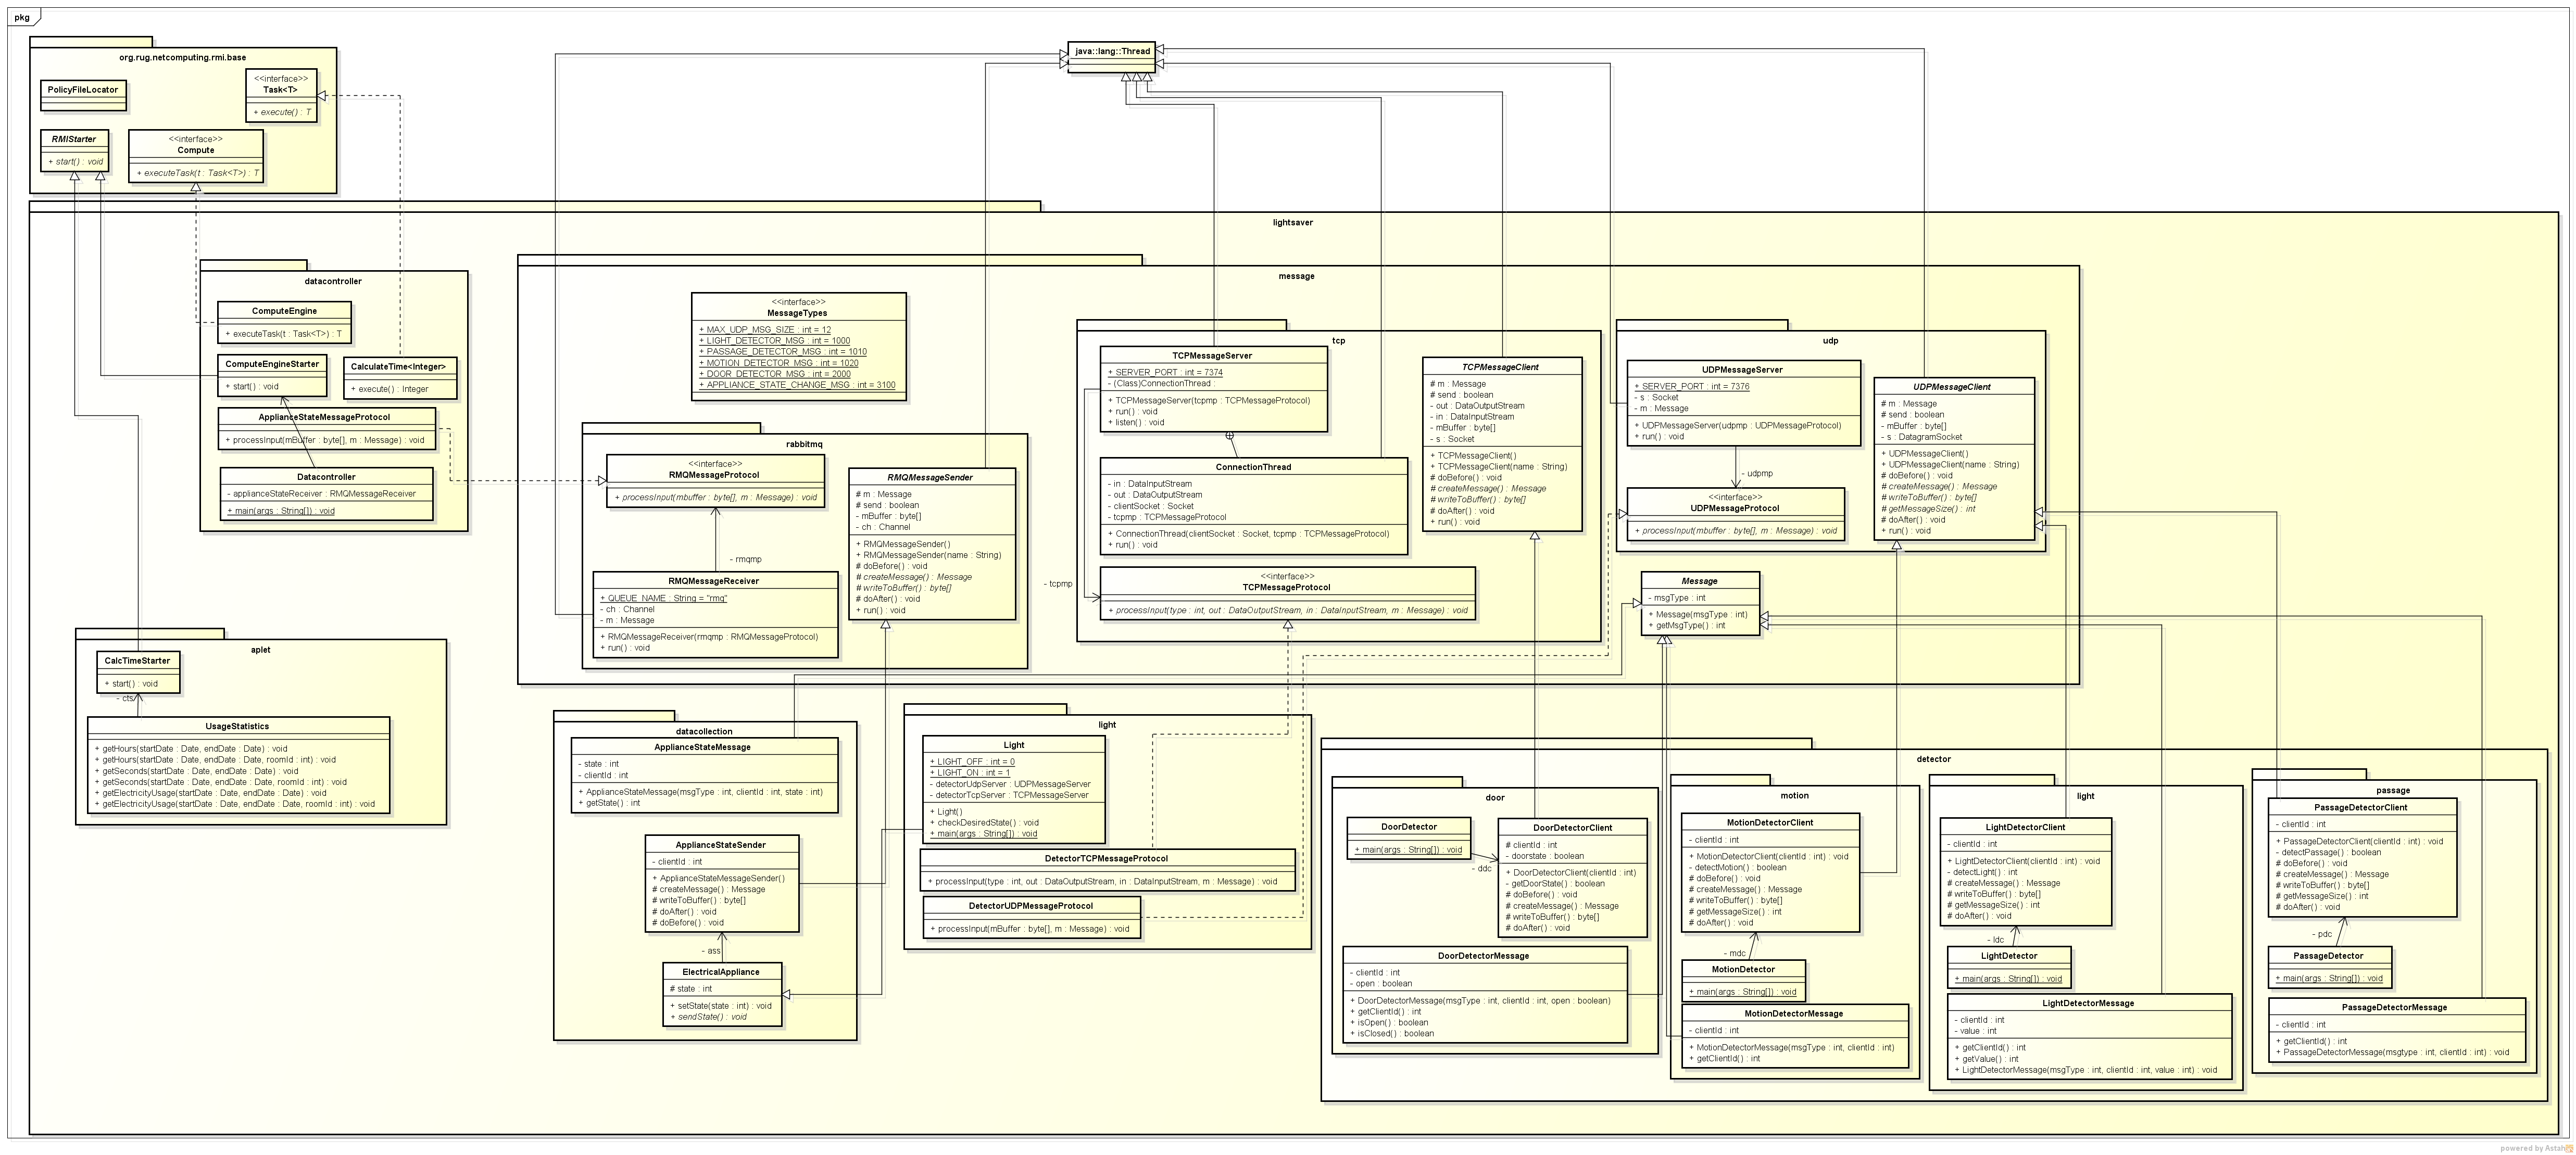 pkg
org.rug.netcomputing.rmi.base
PolicyFileLocator
<<interface>>
Task<T>
+ execute() : T
RMIStarter
+ start() : void
<<interface>>
Compute
+ executeTask(t : Task<T>) : T
java::lang::Thread
lightsaver
datacontroller
ComputeEngine
+ executeTask(t : Task<T>) : T
ComputeEngineStarter
+ start() : void
CalculateTime<Integer>
+ execute() : Integer
ApplianceStateMessageProtocol
+ processInput(mBuffer : byte[], m : Message) : void
Datacontroller
- applianceStateReceiver : RMQMessageReceiver
+ main(args : String[]) : void
aplet
CalcTimeStarter
+ start() : void
- cts
UsageStatistics
+ getHours(startDate : Date, endDate : Date) : void
+ getHours(startDate : Date, endDate : Date, roomId : int) : void
+ getSeconds(startDate : Date, endDate : Date) : void
+ getSeconds(startDate : Date, endDate : Date, roomId : int) : void
+ getElectricityUsage(startDate : Date, endDate : Date) : void
+ getElectricityUsage(startDate : Date, endDate : Date, roomId : int) : void
message
<<interface>>
MessageTypes
+ MAX_UDP_MSG_SIZE : int = 12
+ LIGHT_DETECTOR_MSG : int = 1000
+ PASSAGE_DETECTOR_MSG : int = 1010
+ MOTION_DETECTOR_MSG : int = 1020
+ DOOR_DETECTOR_MSG : int = 2000
+ APPLIANCE_STATE_CHANGE_MSG : int = 3100
rabbitmq
<<interface>>
RMQMessageProtocol
+ processInput(mbuffer : byte[], m : Message) : void
- rmqmp
RMQMessageReceiver
+ QUEUE_NAME : String = "rmq"
- ch : Channel
- m : Message
+ RMQMessageReceiver(rmqmp : RMQMessageProtocol)
+ run() : void
RMQMessageSender
# m : Message
# send : boolean
- mBuffer : byte[]
- ch : Channel
+ RMQMessageSender()
+ RMQMessageSender(name : String)
# doBefore() : void
# createMessage() : Message
# writeToBuffer() : byte[]
# doAfter() : void
+ run() : void
tcp
TCPMessageServer
+ SERVER_PORT : int = 7374
- (Class)ConnectionThread :
+ TCPMessageServer(tcpmp : TCPMessageProtocol)
+ run() : void
+ listen() : void
ConnectionThread
- in : DataInputStream
- out : DataOutputStream
- clientSocket : Socket
- tcpmp : TCPMessageProtocol
+ ConnectionThread(clientSocket : Socket, tcpmp : TCPMessageProtocol)
+ run() : void
- tcpmp
<<interface>>
TCPMessageProtocol
+ processInput(type : int, out : DataOutputStream, in : DataInputStream, m : Message) : void
TCPMessageClient
# m : Message
# send : boolean
- out : DataOutputStream
- in : DataInputStream
- mBuffer : byte[]
- s : Socket
+ TCPMessageClient()
+ TCPMessageClient(name : String)
# doBefore() : void
# createMessage() : Message
# writeToBuffer() : byte[]
# doAfter() : void
+ run() : void
udp
UDPMessageServer
+ SERVER_PORT : int = 7376
- s : Socket
- m : Message
+ UDPMessageServer(udpmp : UDPMessageProtocol)
+ run() : void
- udpmp
<<interface>>
UDPMessageProtocol
+ processInput(mbuffer : byte[], m : Message) : void
UDPMessageClient
# m : Message
# send : boolean
- mBuffer : byte[]
- s : DatagramSocket
+ UDPMessageClient()
+ UDPMessageClient(name : String)
# doBefore() : void
# createMessage() : Message
# writeToBuffer() : byte[]
# getMessageSize() : int
# doAfter() : void
+ run() : void
Message
- msgType : int
+ Message(msgType : int)
+ getMsgType() : int
datacollection
ApplianceStateMessage
- state : int
- clientId : int
+ ApplianceStateMessage(msgType : int, clientId : int, state : int)
+ getState() : int
ApplianceStateSender
- clientId : int
+ ApplianceStateMessageSender()
# createMessage() : Message
# writeToBuffer() : byte[]
# doAfter() : void
# doBefore() : void
- ass
ElectricalAppliance
# state : int
+ setState(state : int) : void
+ sendState() : void
light
Light
+ LIGHT_OFF : int = 0
+ LIGHT_ON : int = 1
- detectorUdpServer : UDPMessageServer
- detectorTcpServer : TCPMessageServer
+ Light()
+ checkDesiredState() : void
+ main(args : String[]) : void
DetectorTCPMessageProtocol
+ processInput(type : int, out : DataOutputStream, in : DataInputStream, m : Message) : void
DetectorUDPMessageProtocol
+ processInput(mBuffer : byte[], m : Message) : void
detector
door
DoorDetector
+ main(args : String[]) : void
- ddc
DoorDetectorClient
# clientId : int
- doorstate : boolean
+ DoorDetectorClient(clientId : int)
- getDoorState() : boolean
# doBefore() : void
# createMessage() : Message
# writeToBuffer() : byte[]
# doAfter() : void
DoorDetectorMessage
- clientId : int
- open : boolean
+ DoorDetectorMessage(msgType : int, clientId : int, open : boolean)
+ getClientId() : int
+ isOpen() : boolean
+ isClosed() : boolean
motion
MotionDetectorClient
- clientId : int
+ MotionDetectorClient(clientId : int) : void
- detectMotion() : boolean
# doBefore() : void
# createMessage() : Message
# writeToBuffer() : byte[]
# getMessageSize() : int
# doAfter() : void
- mdc
MotionDetector
+ main(args : String[]) : void
MotionDetectorMessage
- clientId : int
+ MotionDetectorMessage(msgType : int, clientId : int)
+ getClientId() : int
light
LightDetectorClient
- clientId : int
+ LightDetectorClient(clientId : int) : void
- detectLight() : int
# createMessage() : Message
# writeToBuffer() : byte[]
# getMessageSize() : int
# doAfter() : void
- ldc
LightDetector
+ main(args : String[]) : void
LightDetectorMessage
- clientId : int
- value : int
+ getClientId() : int
+ getValue() : int
+ LightDetectorMessage(msgType : int, clientId : int, value : int) : void
passage
PassageDetectorClient
- clientId : int
+ PassageDetectorClient(clientId : int) : void
- detectPassage() : boolean
# doBefore() : void
# createMessage() : Message
# writeToBuffer() : byte[]
# getMessageSize() : int
# doAfter() : void
- pdc
PassageDetector
+ main(args : String[]) : void
PassageDetectorMessage
- clientId : int
+ getClientId() : int
+ PassageDetectorMessage(msgtype : int, clientId : int) : void
powered by Astah